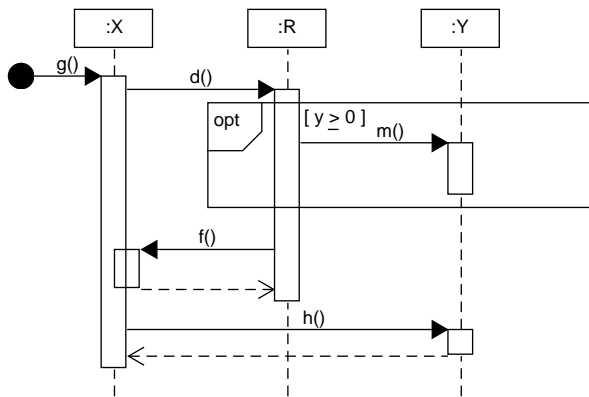 :X :R :Y
g() d()
opt [ y ≥ 0 ]
m()
f()
h()